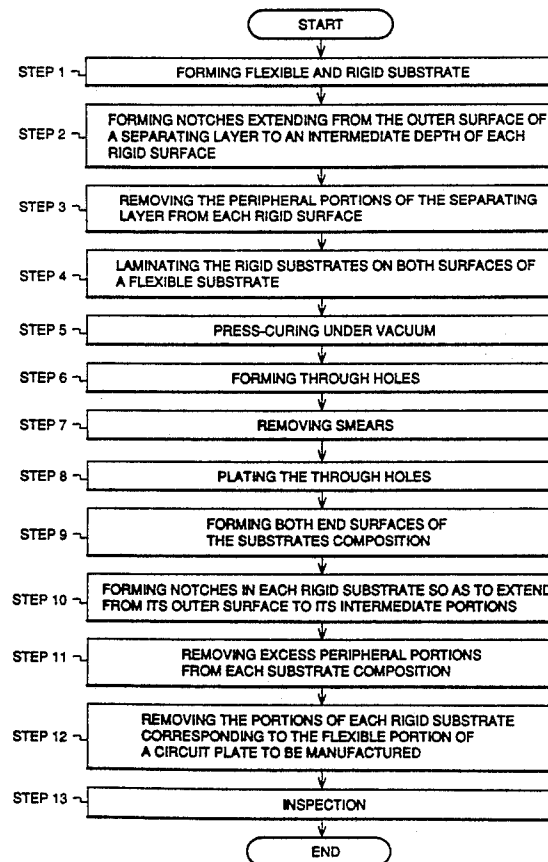 START
STEP 1
FORMING FLEXIBLE AND RIGID SUBSTRATE
STEP 2
FORMING NOTCHES EXTENDING FROM THE OUTER SURFACE OF
A SEPARATING LAYER TO AN INTERMEDIATE DEPTH OF EACH
RIGID SURFACE
STEP 3
REMOVING THE PERIPHERAL PORTIONS OF THE SEPARATING
LAYER FROM EACH RIGID SURFACE
STEP 4
LAMINATING THE RIGID SUBSTRATES ON BOTH SURFACES OF
A FLEXIBLE SUBSTRATE
STEP 5
PRESS-CURING UNDER VACUUM
STEP 6
FORMING THROUGH HOLES
STEP 7
REMOVING SMEARS
STEP 8
PLATING THE THROUGH HOLES
STEP 9
FORMING BOTH END SURFACES OF
THE SUBSTRATES COMPOSITION
STEP 10
FORMING NOTCHES IN EACH RIGID SUBSTRATE SO AS TO EXTEND
FROM ITS OUTER SURFACE TO ITS INTERMEDIATE PORTIONS
STEP 11
REMOVING EXCESS PERIPHERAL PORTIONS
FROM EACH SUBSTRATE COMPOSITION
STEP 12
REMOVING THE PORTIONS OF EACH RIGID SUBSTRATE
CORRESPONDING TO THE FLEXIBLE PORTION OF
A CIRCUIT PLATE TO BE MANUFACTURED
STEP 13
INSPECTION
END